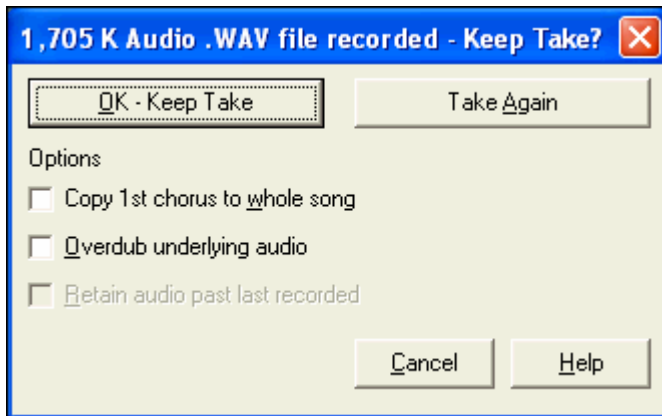 1,705 K Audio .WAV file recorded - Keep Take?
OK - Keep Take Take Again
Options
Copy 1st chorus to whole song
Overdub underlying audio
Retain audio past last recorded
Cancel Help